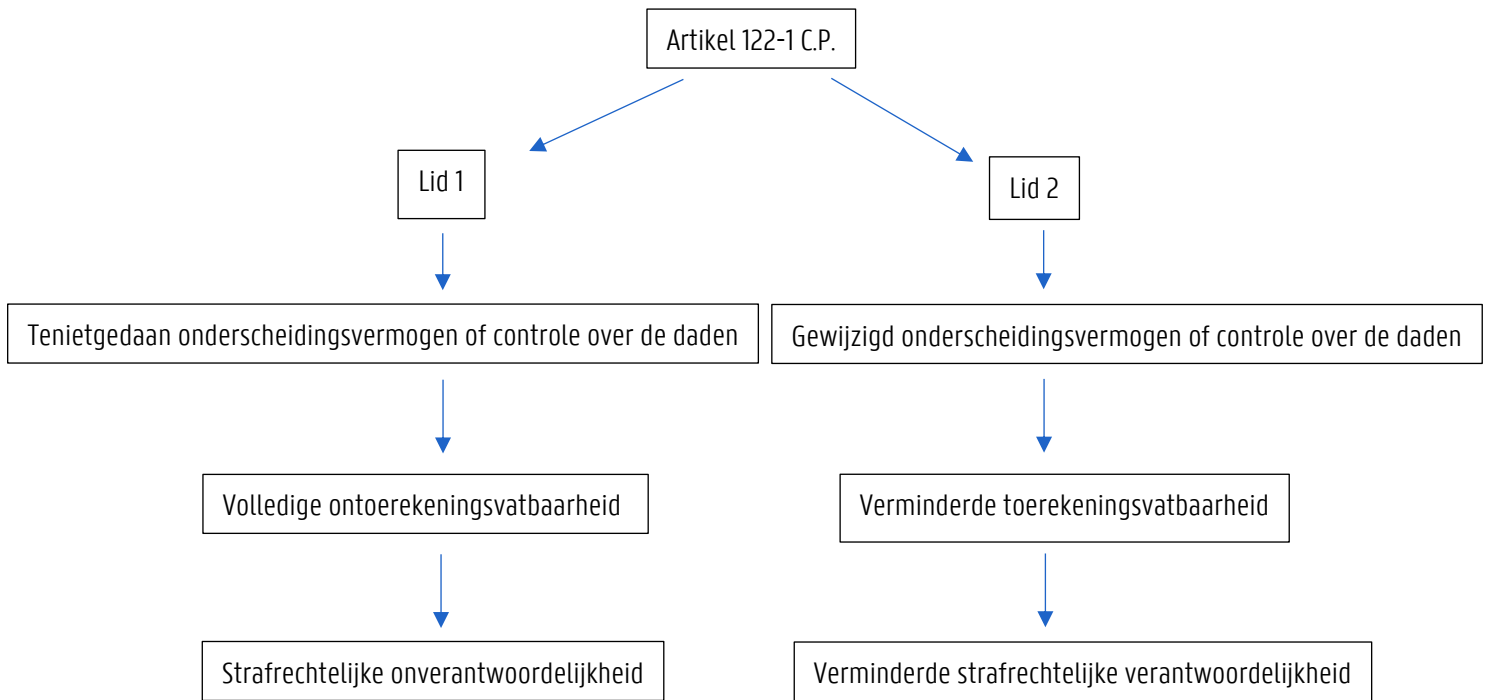 Artikel 122-1 C.P.
Lid 1
Lid 2
Tenietgedaan onderscheidingsvermogen of controle over de daden
Gewijzigd onderscheidingsvermogen of controle over de daden
Volledige ontoerekeningsvatbaarheid
Verminderde toerekeningsvatbaarheid
Strafrechtelijke onverantwoordelijkheid
Verminderde strafrechtelijke verantwoordelijkheid